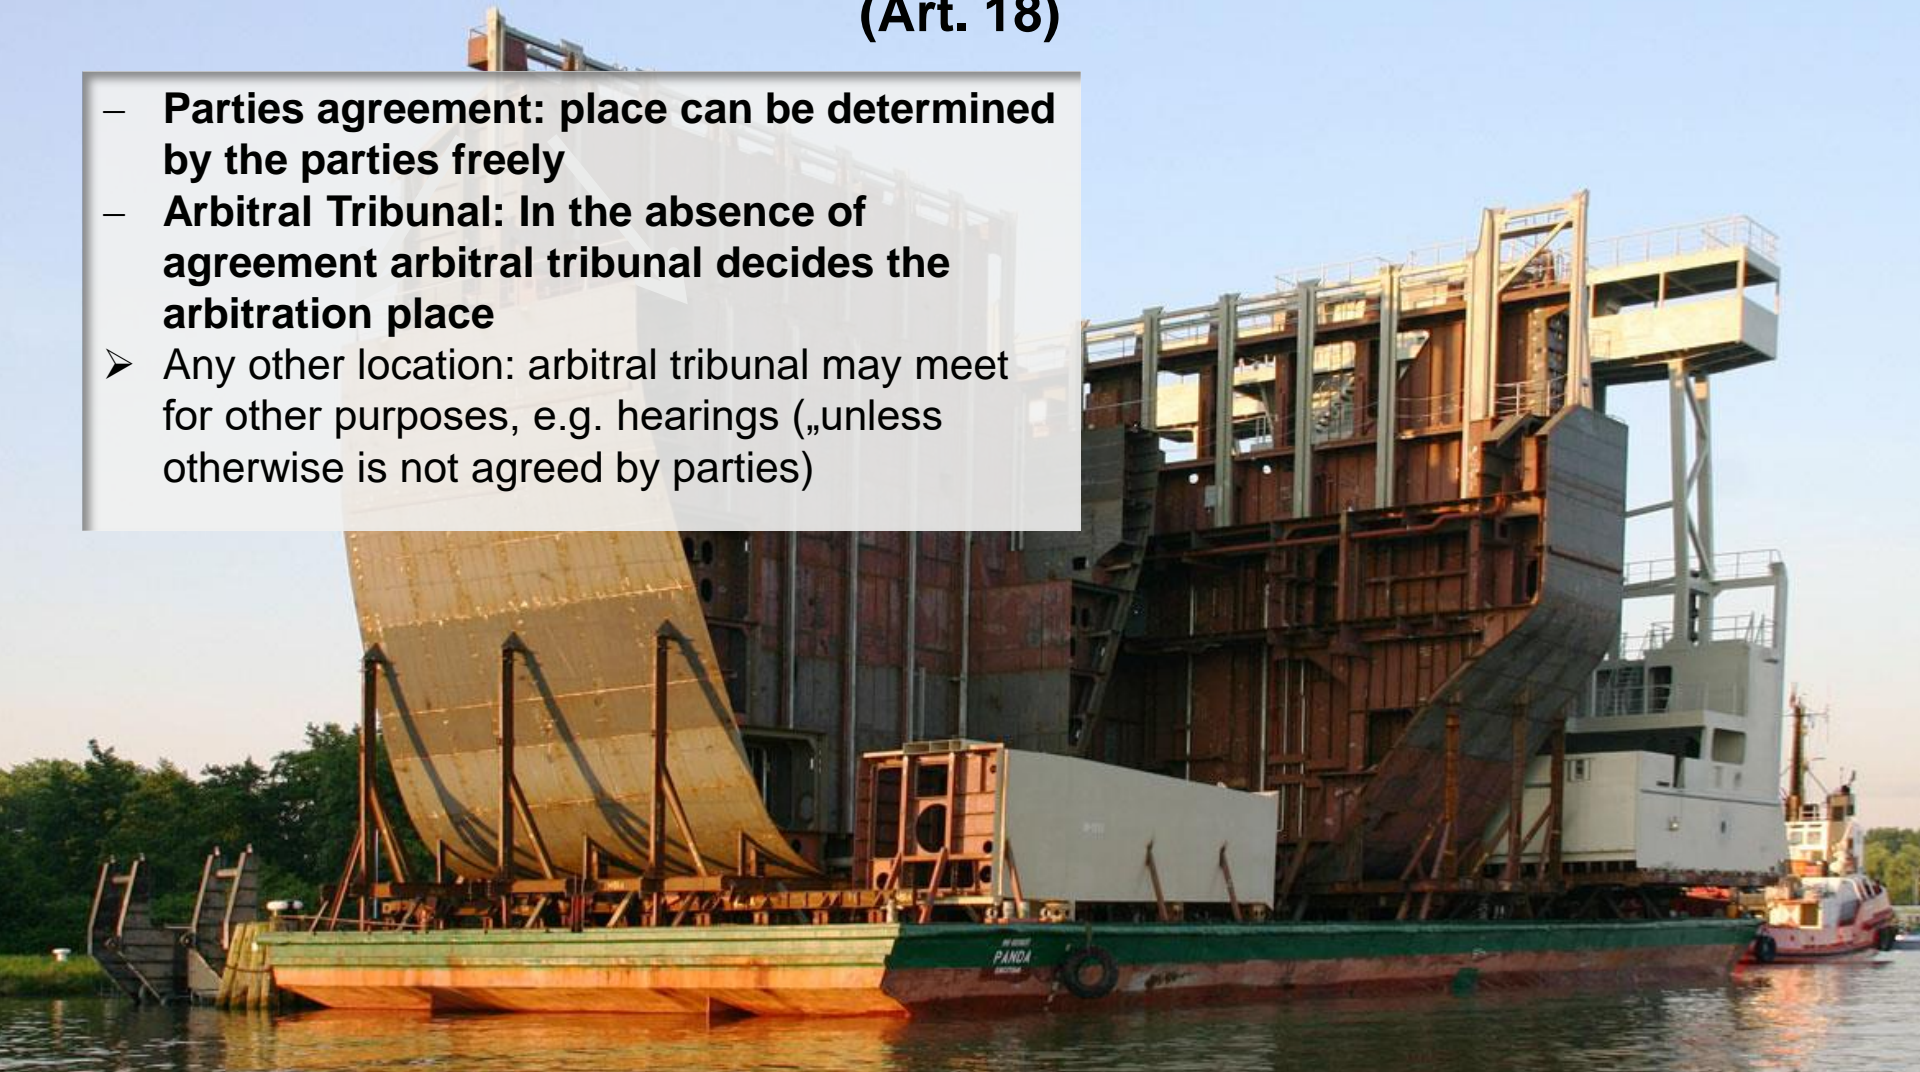 (Art. 18)
– Parties agreement: place can be determined
by the parties freely
– Arbitral Tribunal: In the absence of
agreement arbitral tribunal decides the
arbitration place
➢ Any other location: arbitral tribunal may meet
for other purposes, e.g. hearings („unless
otherwise is not agreed by parties)
PANDA